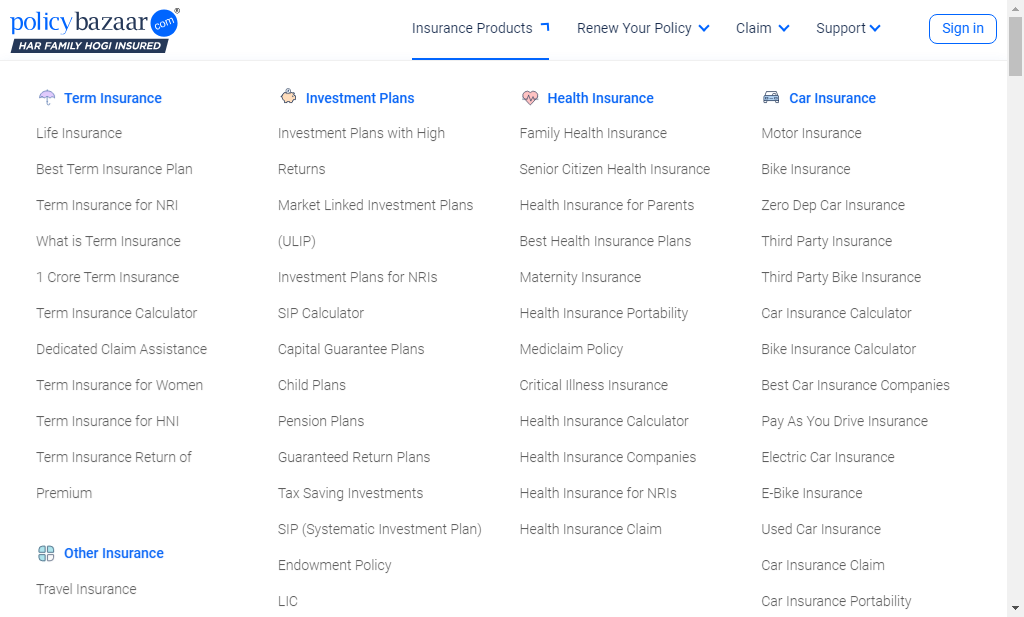 policybazaar.com®
HAR FAMILY HOGI INSURED
Insurance Products
Renew Your Policy
Claim
Support
Sign in
Term Insurance
Life Insurance
Best Term Insurance Plan
Term Insurance for NRI
What is Term Insurance
1 Crore Term Insurance
Term Insurance Calculator
Dedicated Claim Assistance
Term Insurance for Women
Term Insurance for HNI
Term Insurance Return of
Premium
Other Insurance
Travel Insurance
Investment Plans
Investment Plans with High
Returns
Market Linked Investment Plans
(ULIP)
Investment Plans for NRIs
SIP Calculator
Capital Guarantee Plans
Child Plans
Pension Plans
Guaranteed Return Plans
Tax Saving Investments
SIP (Systematic Investment Plan)
Endowment Policy
LIC
Health Insurance
Family Health Insurance
Senior Citizen Health Insurance
Health Insurance for Parents
Best Health Insurance Plans
Maternity Insurance
Health Insurance Portability
Mediclaim Policy
Critical Illness Insurance
Health Insurance Calculator
Health Insurance Companies
Health Insurance for NRIs
Health Insurance Claim
Car Insurance
Motor Insurance
Bike Insurance
Zero Dep Car Insurance
Third Party Insurance
Third Party Bike Insurance
Car Insurance Calculator
Bike Insurance Calculator
Best Car Insurance Companies
Pay As You Drive Insurance
Electric Car Insurance
E-Bike Insurance
Used Car Insurance
Car Insurance Claim
Car Insurance Portability